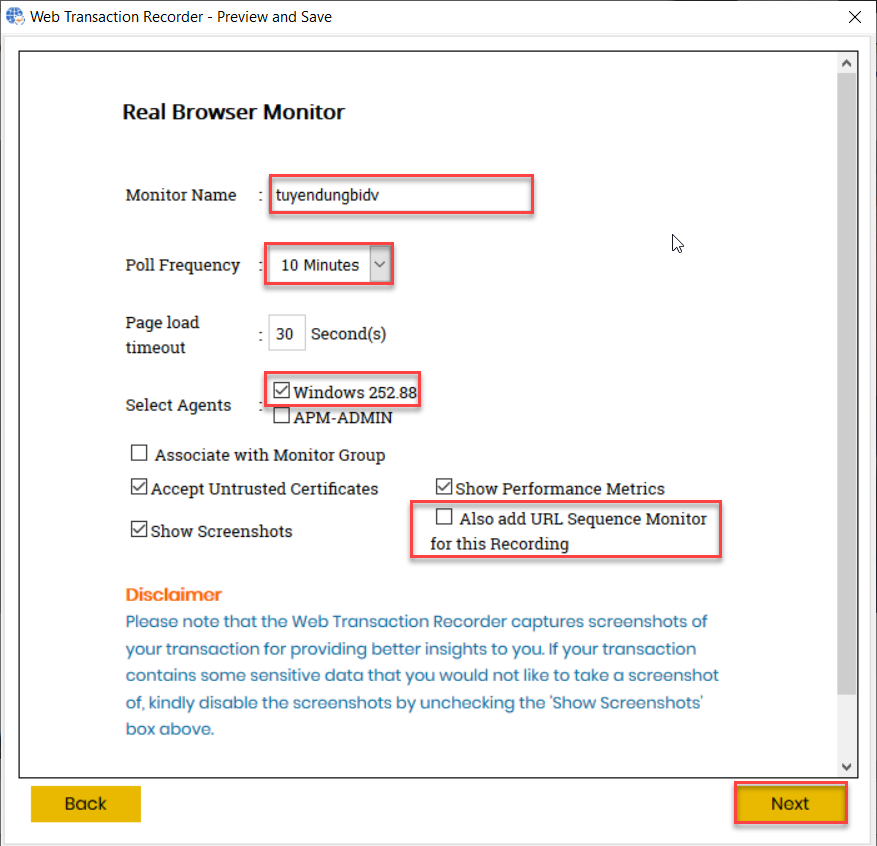 Web Transaction Recorder - Preview and Save
Real Browser Monitor
Monitor Name : tuyendungbidv
Poll Frequency : 10 Minutes
Page load
timeout : 30 Second(s)
Select Agents : Windows 252.88
APM-ADMIN
Associate with Monitor Group
Accept Untrusted Certificates Show Performance Metrics
Show Screenshots Also add URL Sequence Monitor
for this Recording
Disclaimer
Please note that the Web Transaction Recorder captures screenshots of
your transaction for providing better insights to you. If your transaction
contains some sensitive data that you would not like to take a screenshot
of, kindly disable the screenshots by unchecking the 'Show Screenshots'
box above.
Back Next